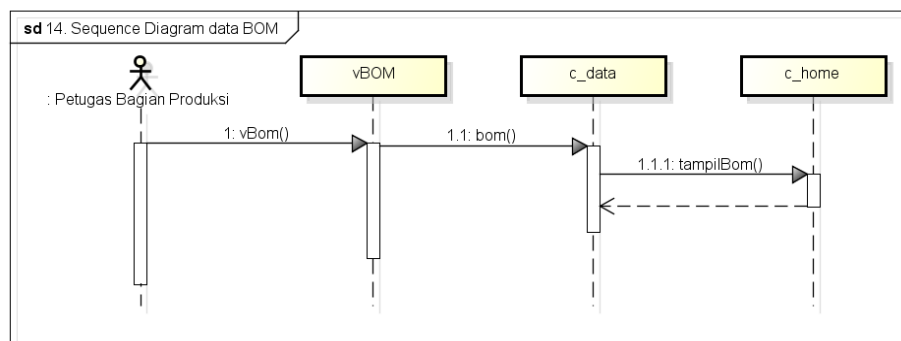 sd 14. Sequence Diagram data BOM
vBOM
c_data
c_home
: Petugas Bagian Produksi
1: vBom()
1.1: bom()
1.1.1: tampilBom()